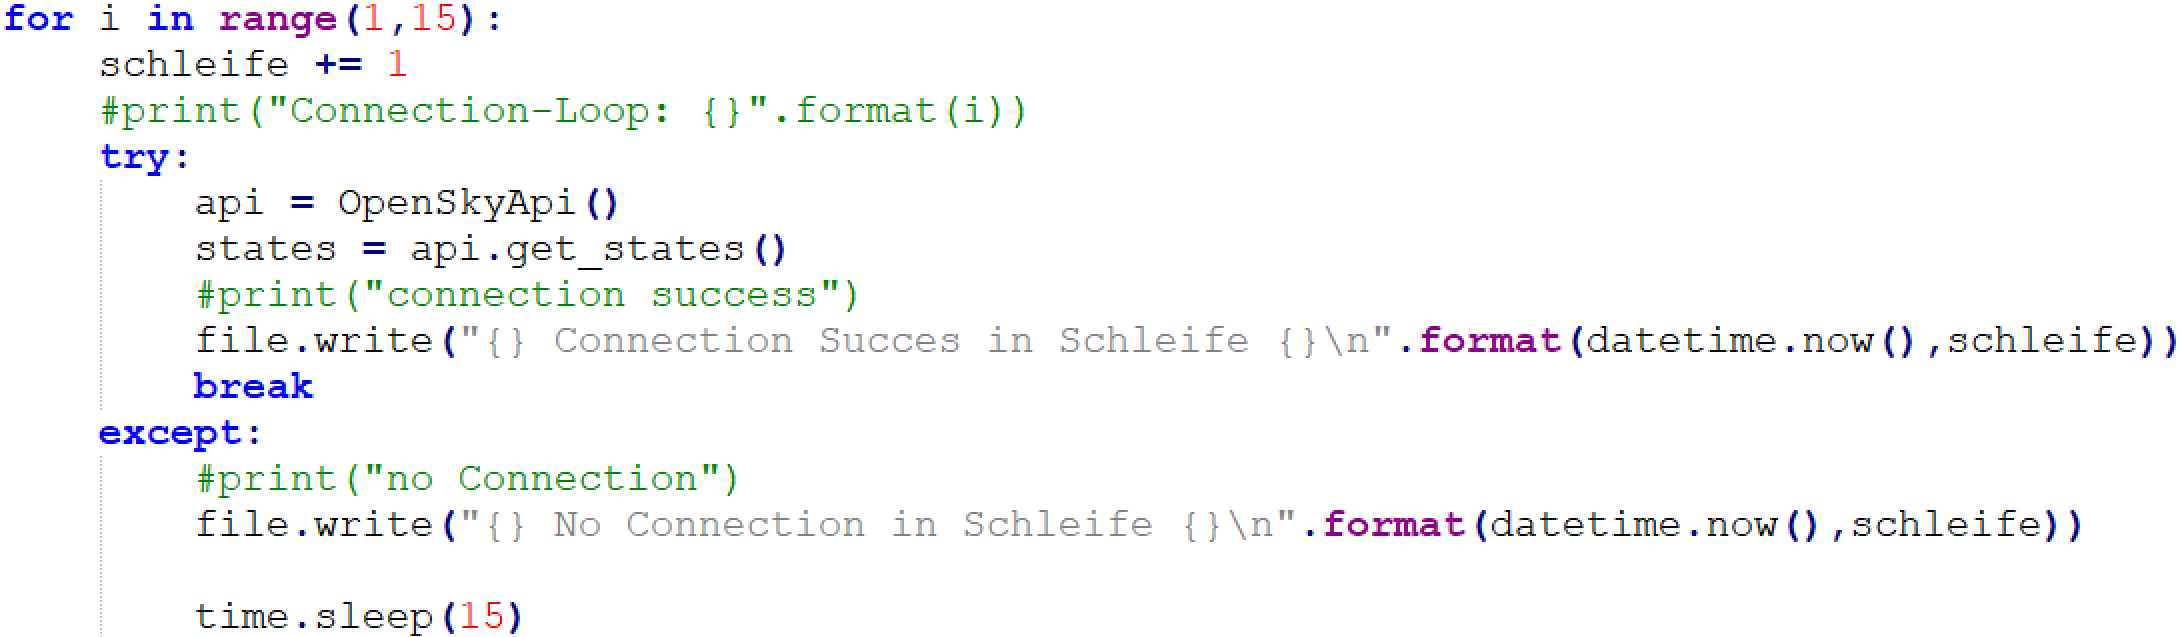 for i in range(1,15):
    schleife += 1
    #print("Connection-Loop: {}".format(i))
    try:
        api = OpenSkyApi()
        states = api.get_states()
        #print("connection success")
        file.write("{} Connection Succes in Schleife {}\n".format(datetime.now(),schleife))
        break
    except:
        #print("no Connection")
        file.write("{} No Connection in Schleife {}\n".format(datetime.now(),schleife))
        time.sleep(15)